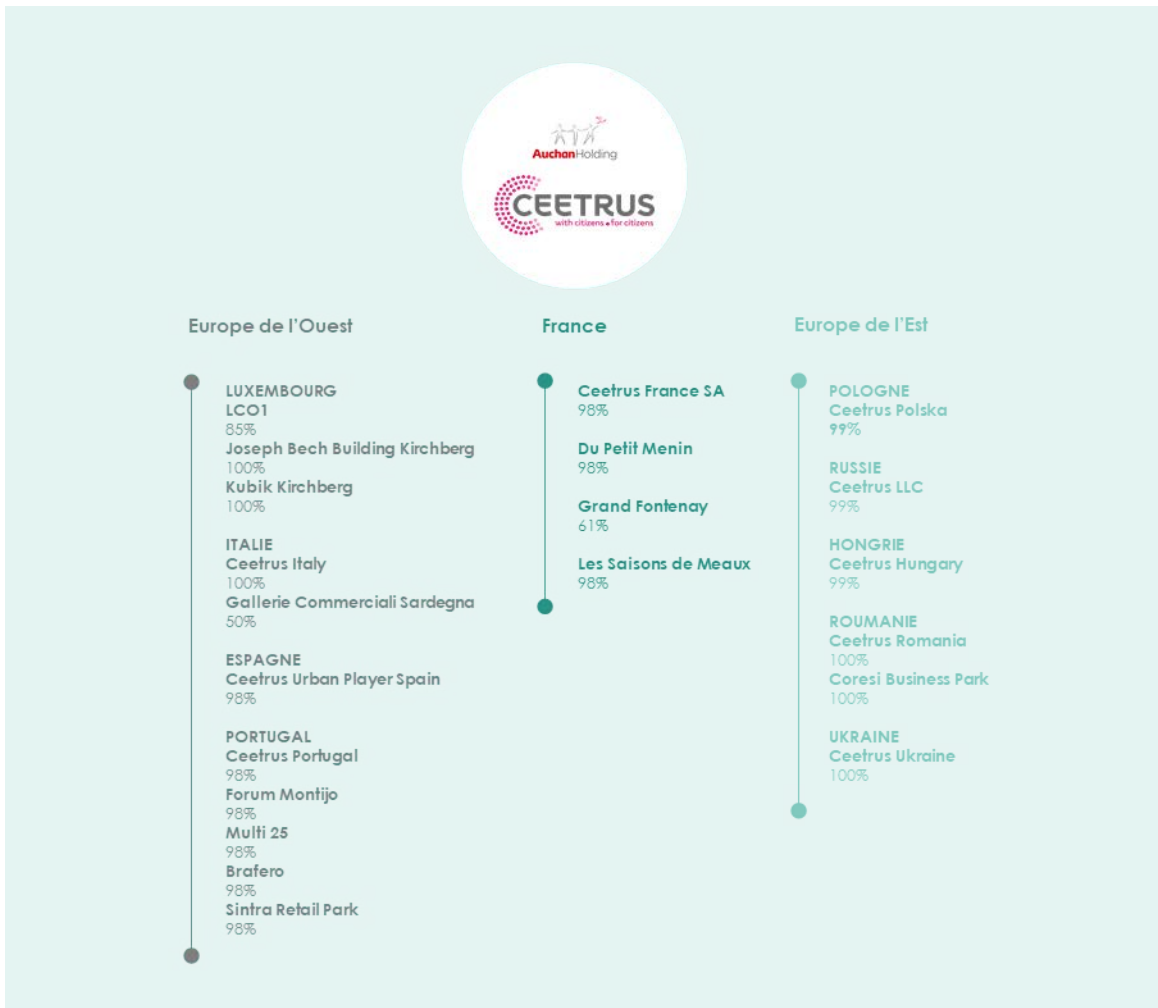 AuchanHolding
CEETRUS
with citizens • for citizens
Europe de l'Ouest
LUXEMBOURG
LCO1
85%
Joseph Bech Building Kirchberg
100%
Kubik Kirchberg
100%
ITALIE
Ceetrus Italy
100%
Gallerie Commerciali Sardegna
50%
ESPAGNE
Ceetrus Urban Player Spain
98%
PORTUGAL
Ceetrus Portugal
98%
Forum Montijo
98%
Multi 25
98%
Brafero
98%
Sintra Retail Park
98%
France
Ceetrus France SA
98%
Du Petit Menin
98%
Grand Fontenay
61%
Les Saisons de Meaux
98%
Europe de l'Est
POLOGNE
Ceetrus Polska
99%
RUSSIE
Ceetrus LLC
99%
HONGRIE
Ceetrus Hungary
99%
ROUMANIE
Ceetrus Romania
100%
Coresi Business Park
100%
UKRAINE
Ceetrus Ukraine
100%